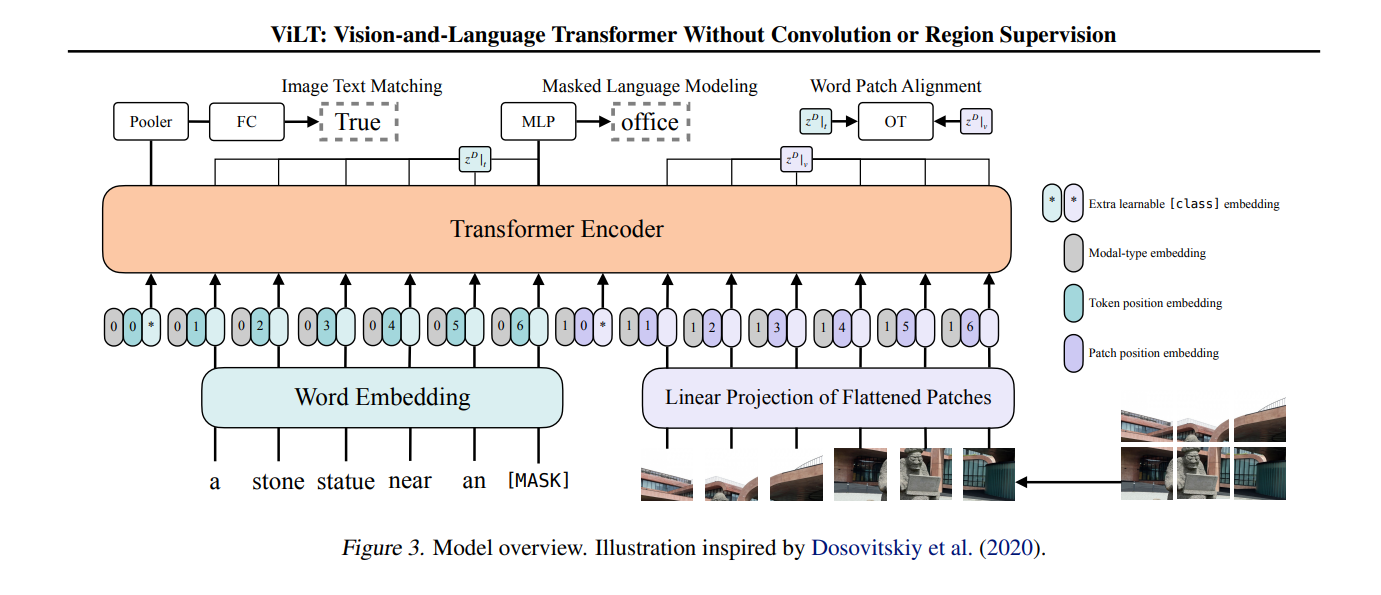 ViLT: Vision-and-Language Transformer Without Convolution or Region Supervision
Image Text Matching
Masked Language Modeling
Word Patch Alignment
Pooler
FC
True
MLP
office
z^D|_t
OT
z^D|_v
z^D|_t
z^D|_v
Transformer Encoder
* * Extra learnable [class] embedding
Modal-type embedding
Token position embedding
Patch position embedding
0 0 * 0 1 0 2 0 3 0 4 0 5 0 6 1 0 * 1 1 1 2 1 3 1 4 1 5 1 6
Word Embedding
Linear Projection of Flattened Patches
a stone statue near an [MASK]
Figure 3. Model overview. Illustration inspired by Dosovitskiy et al. (2020).